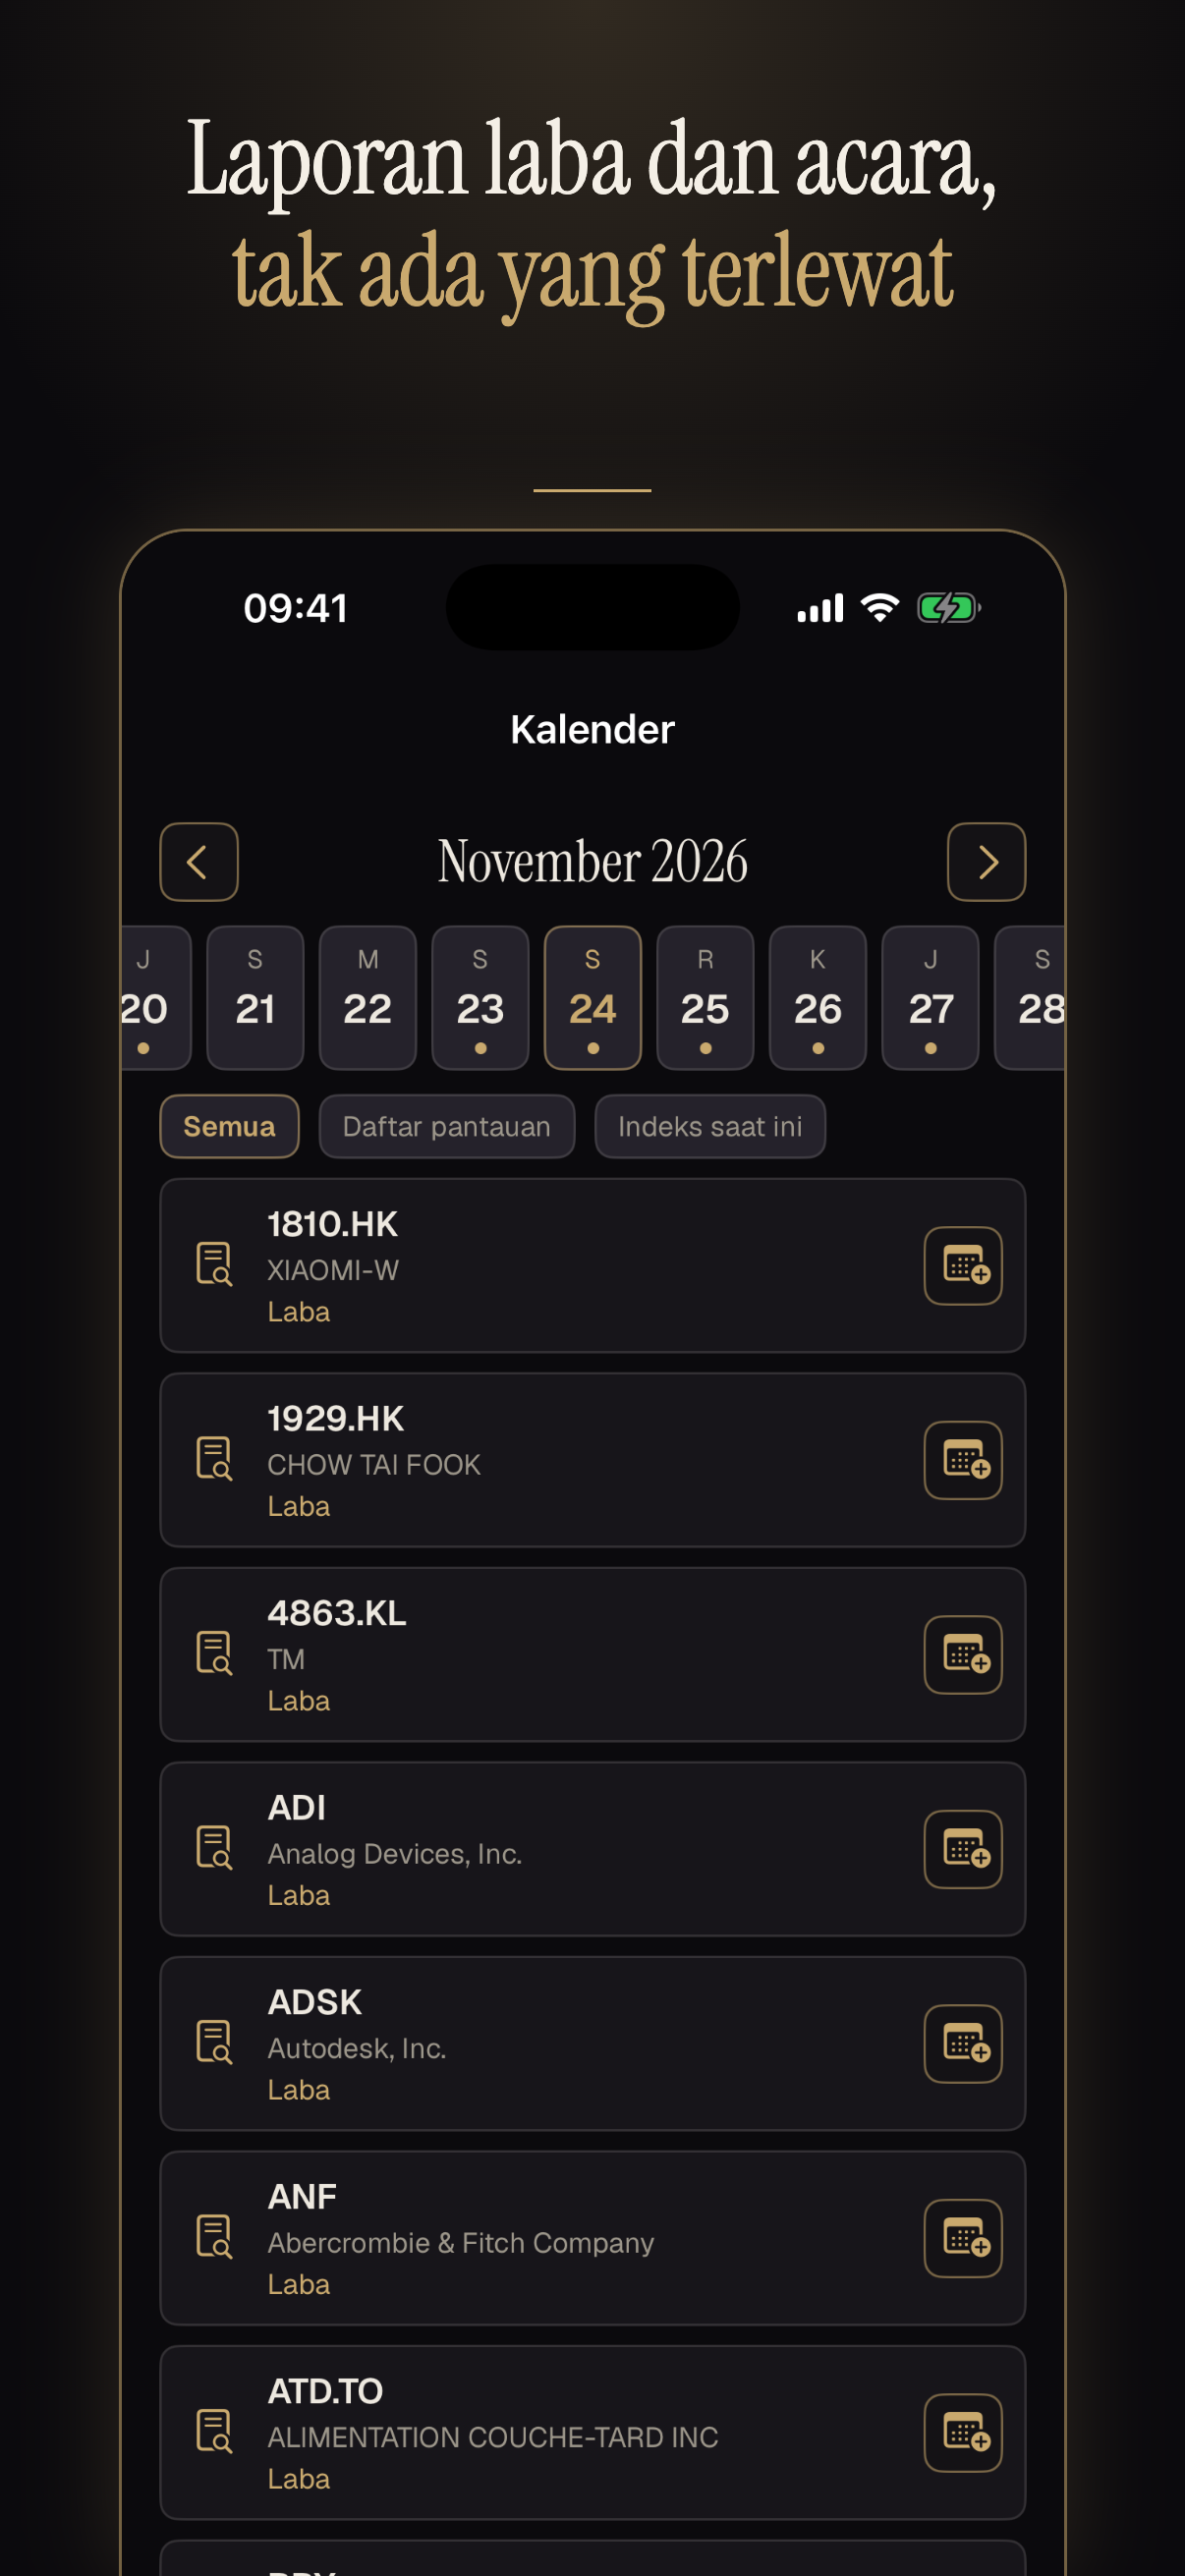 Laporan laba dan acara,
tak ada yang terlewat
09:41
Kalender
November 2026
J S M S S R K J S
20 21 22 23 24 25 26 27 28
Semua Daftar pantauan Indeks saat ini
1810.HK
XIAOMI-W
Laba
1929.HK
CHOW TAI FOOK
Laba
4863.KL
TM
Laba
ADI
Analog Devices, Inc.
Laba
ADSK
Autodesk, Inc.
Laba
ANF
Abercrombie & Fitch Company
Laba
ATD.TO
ALIMENTATION COUCHE-TARD INC
Laba